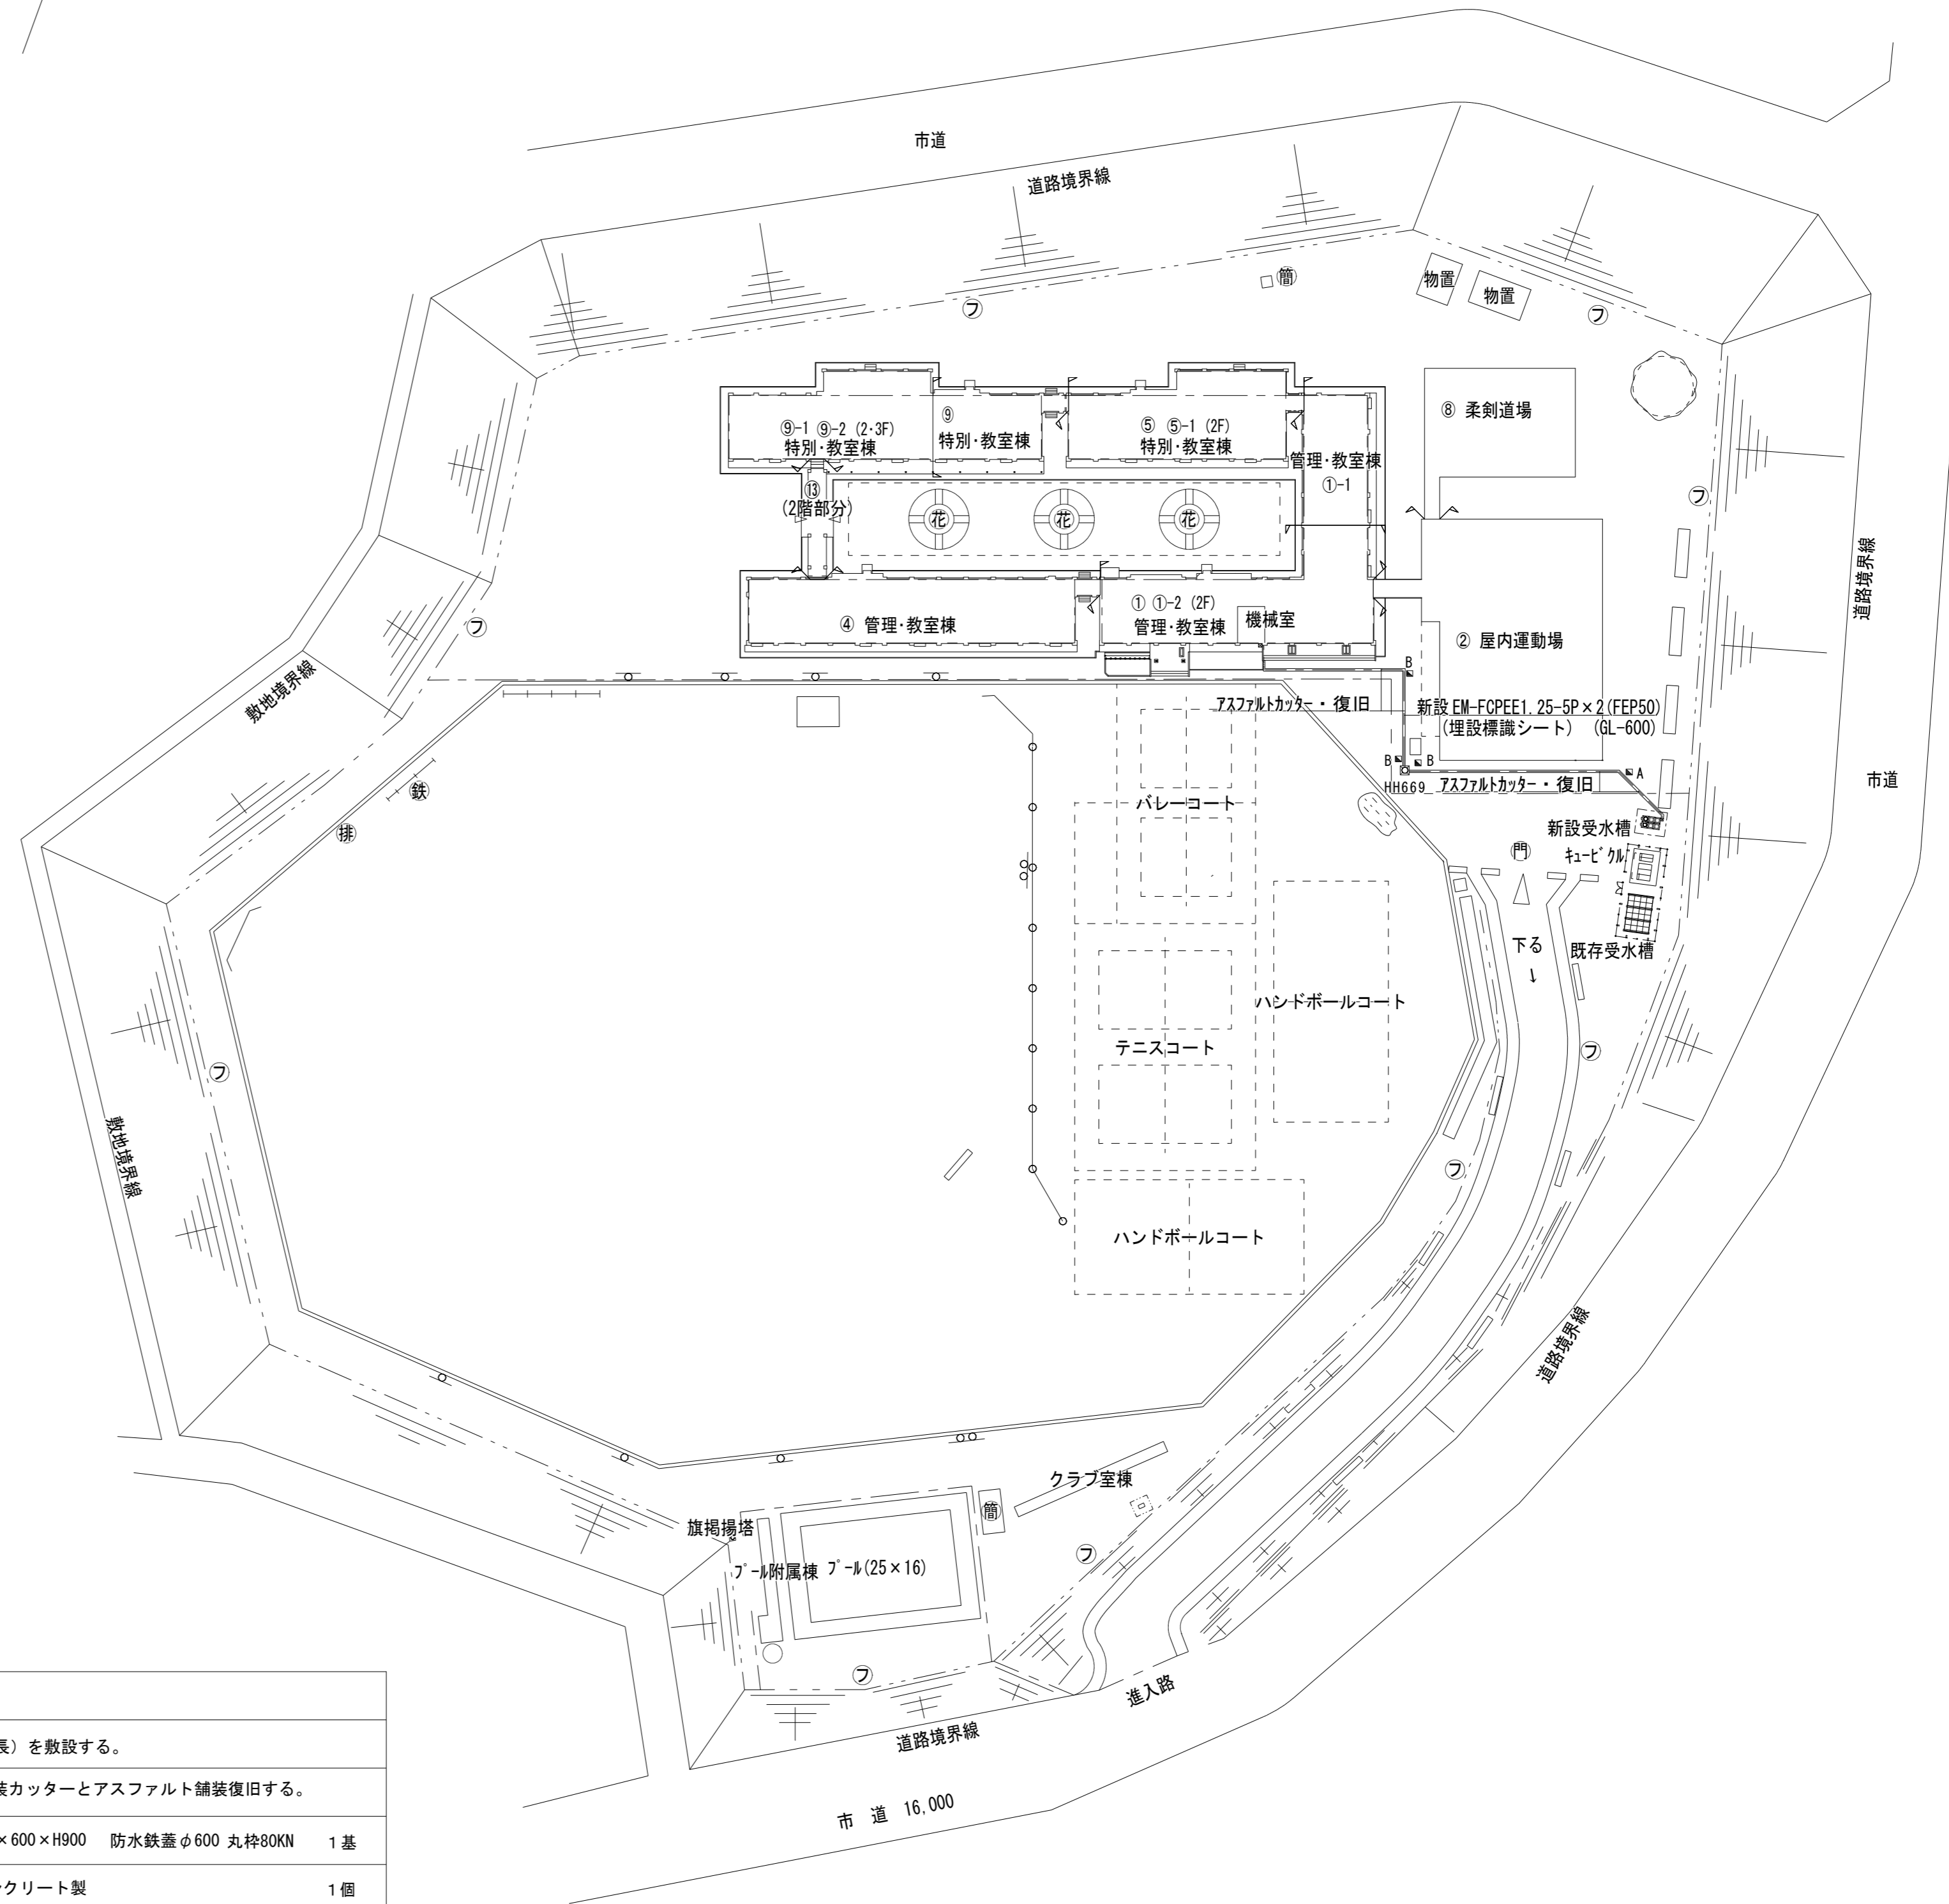 市道
道路境界線
簡
物置
物置
フ
フ
⑧ 柔剣道場
⑨-1 ⑨-2 (2・3F)
特別・教室棟
⑨
特別・教室棟
⑤ ⑤-1 (2F)
特別・教室棟
管理・教室棟
①-1
⑬
(2階部分)
花
花
花
フ
道路境界線
フ
④ 管理・教室棟
① ①-2 (2F)
管理・教室棟
機械室
② 屋内運動場
敷地境界線
B
アスファルトカッター・復旧
新設 EM-FCPEE1.25-5P×2(FEP50)
(埋設標識シート) (GL-600)
B
B
A
HH669
アスファルトカッター・復旧
市道
鉄
排
バレーコート
新設受水槽
門
キュービクル
下る
既存受水槽
ハンドボールコート
テニスコート
フ
フ
敷地境界線
フ
ハンドボールコート
道路境界線
クラブ室棟
簡
旗掲揚塔
プール附属棟
プール(25×16)
フ
フ
進入路
道路境界線
市 道 16,000
長）を敷設する。
装カッターとアスファルト舗装復旧する。
×600×H900 防水鉄蓋φ600 丸枠80KN 1基
クリート製 1個